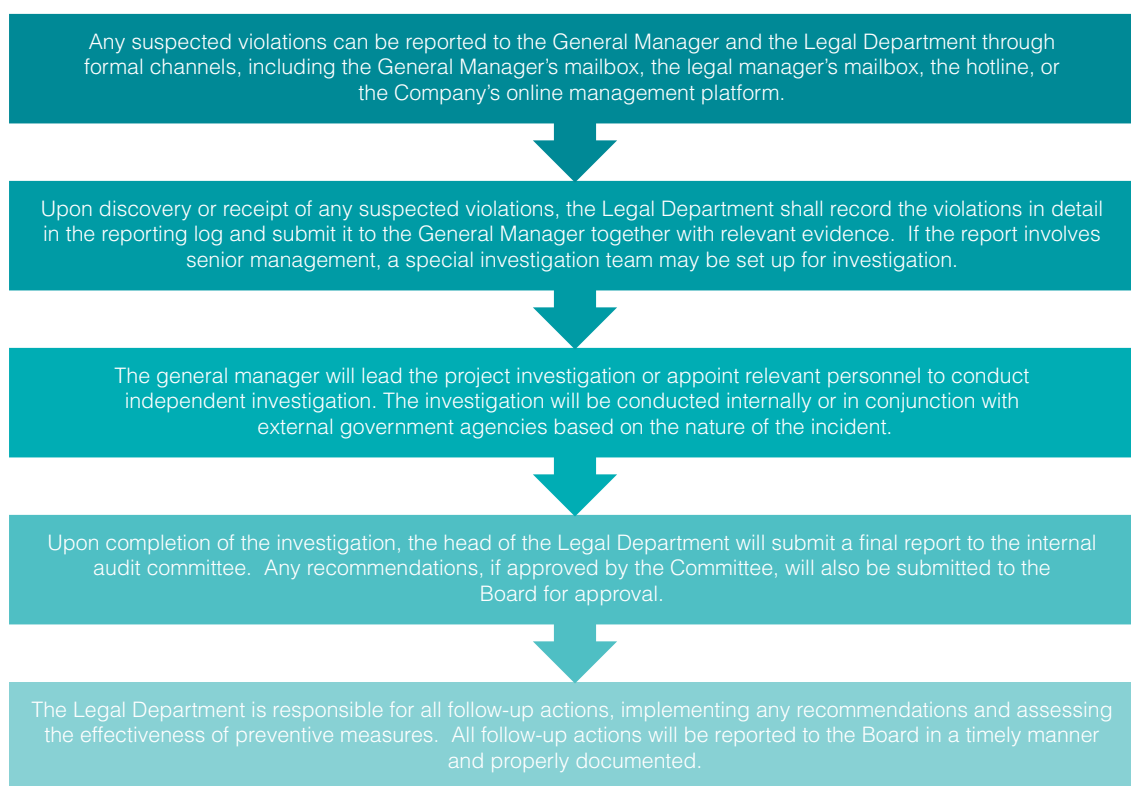 Any suspected violations can be reported to the General Manager and the Legal Department through
formal channels, including the General Manager's mailbox, the legal manager's mailbox, the hotline, or
the Company's online management platform.
Upon discovery or receipt of any suspected violations, the Legal Department shall record the violations in detail
in the reporting log and submit it to the General Manager together with relevant evidence. If the report involves
senior management, a special investigation team may be set up for investigation.
The general manager will lead the project investigation or appoint relevant personnel to conduct
independent investigation. The investigation will be conducted internally or in conjunction with
external government agencies based on the nature of the incident.
Upon completion of the investigation, the head of the Legal Department will submit a final report to the internal
audit committee. Any recommendations, if approved by the Committee, will also be submitted to the
Board for approval.
The Legal Department is responsible for all follow-up actions, implementing any recommendations and assessing
the effectiveness of preventive measures. All follow-up actions will be reported to the Board in a timely manner
and properly documented.